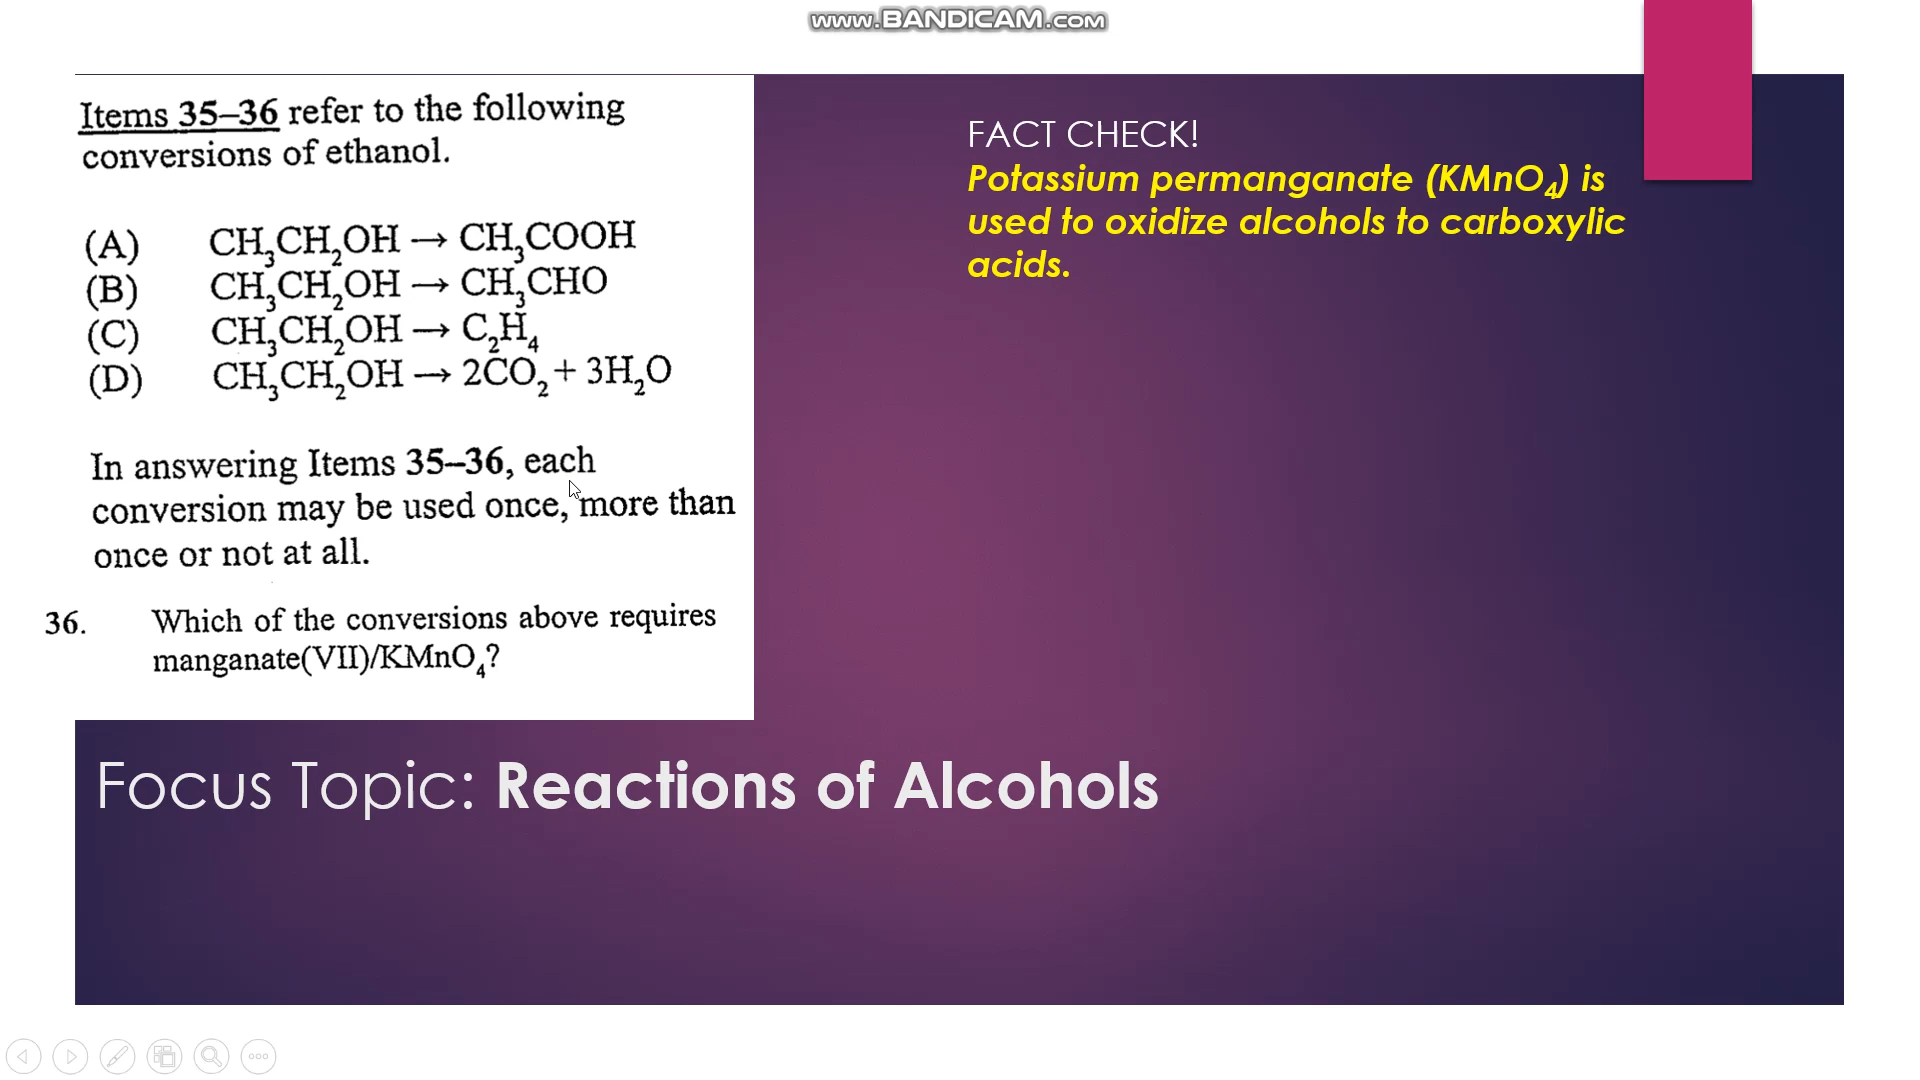 www.BANDICAM.com
Items 35–36 refer to the following
conversions of ethanol.
(A) CH₃CH₂OH → CH₃COOH
(B) CH₃CH₂OH → CH₃CHO
(C) CH₃CH₂OH → C₂H₄
(D) CH₃CH₂OH → 2CO₂ + 3H₂O
In answering Items 35–36, each
conversion may be used once, more than
once or not at all.
36. Which of the conversions above requires
manganate(VII)/KMnO₄?
FACT CHECK!
Potassium permanganate (KMnO₄) is
used to oxidize alcohols to carboxylic
acids.
Focus Topic: Reactions of Alcohols